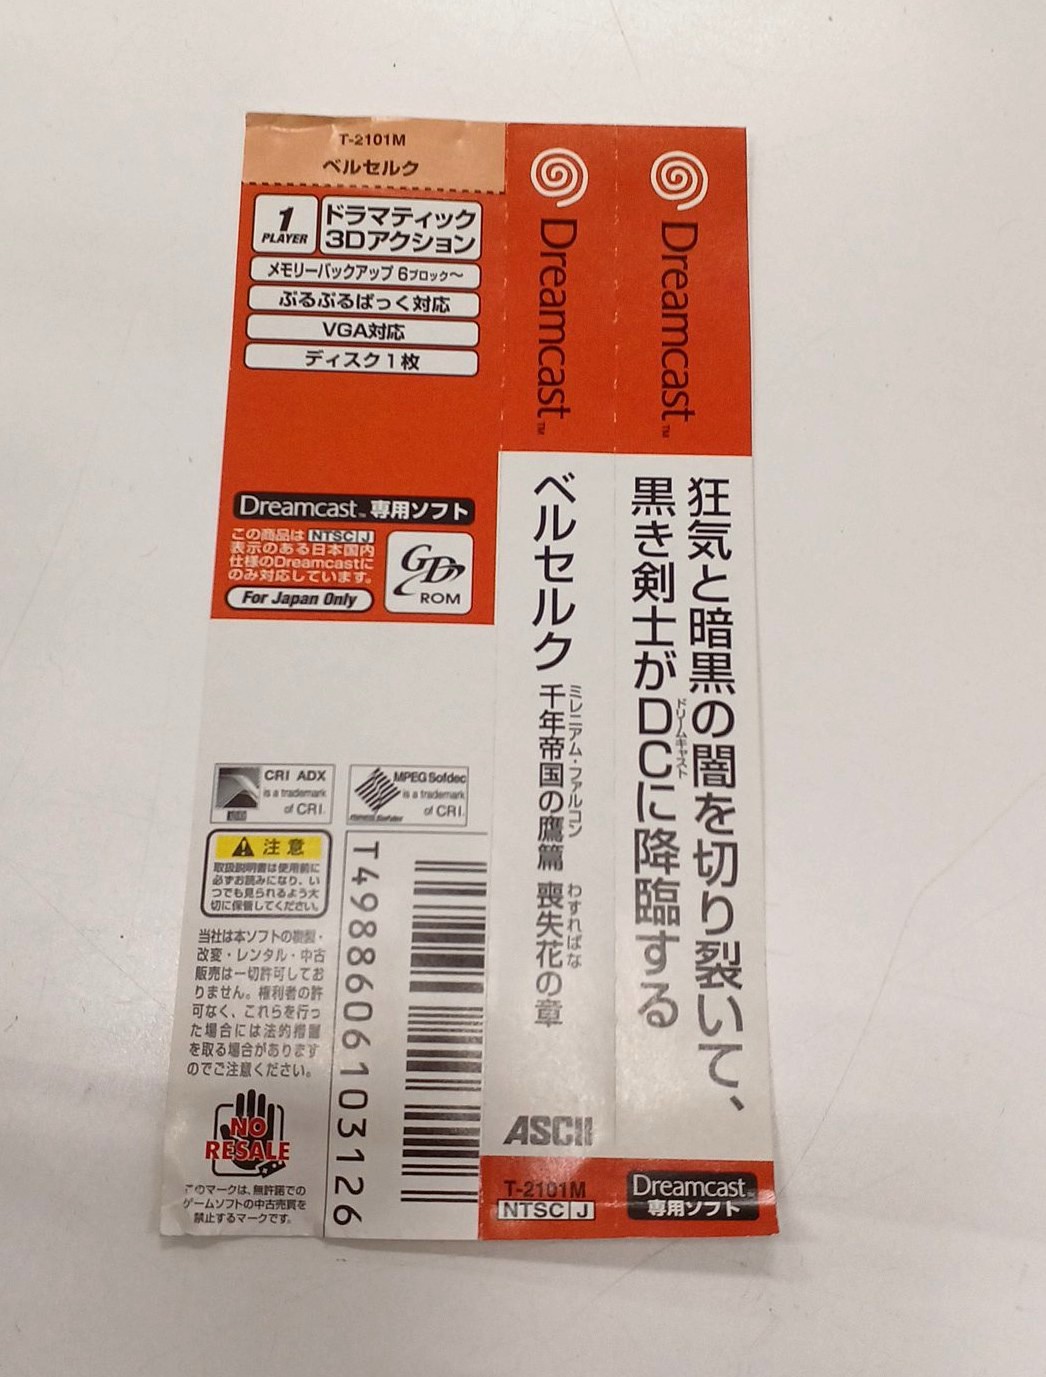 T-2101M
ベルセルク
1
PLAYER
ドラマティック
3Dアクション
メモリーバックアップ 6ブロック〜
ぷるぷるぱっく対応
VGA対応
ディスク1枚
Dreamcast™ 専用ソフト
この商品は NTSC J
表示のある日本国内
仕様のDreamcastに
のみ対応しています。
For Japan Only
GD
ROM
CRI ADX
is a trademark
of CRI.
MPEG Sofdec
is a trademark
of CRI.
注意
取扱説明書は使用前に
必ずお読みになり、い
つでも見られるよう大
切に保管してください。
当社は本ソフトの複製・
改変・レンタル・中古
販売は一切許可してお
りません。権利者の許
可なく、これらを行っ
た場合には法的措置
を取る場合があります
のでご注意ください。
NO
RESALE
このマークは、無許諾での
ゲームソフトの中古売買を
禁止するマークです。
T4988606103126
Dreamcast™
ベルセルク
千年帝国の鷹篇 喪失花の章
ミレニアム・ファルコン
わすればな
ASCII
T-2101M
NTSC J
Dreamcast™
狂気と暗黒の闇を切り裂いて、
黒き剣士がDCに降臨する
ドリームキャスト
Dreamcast™
専用ソフト